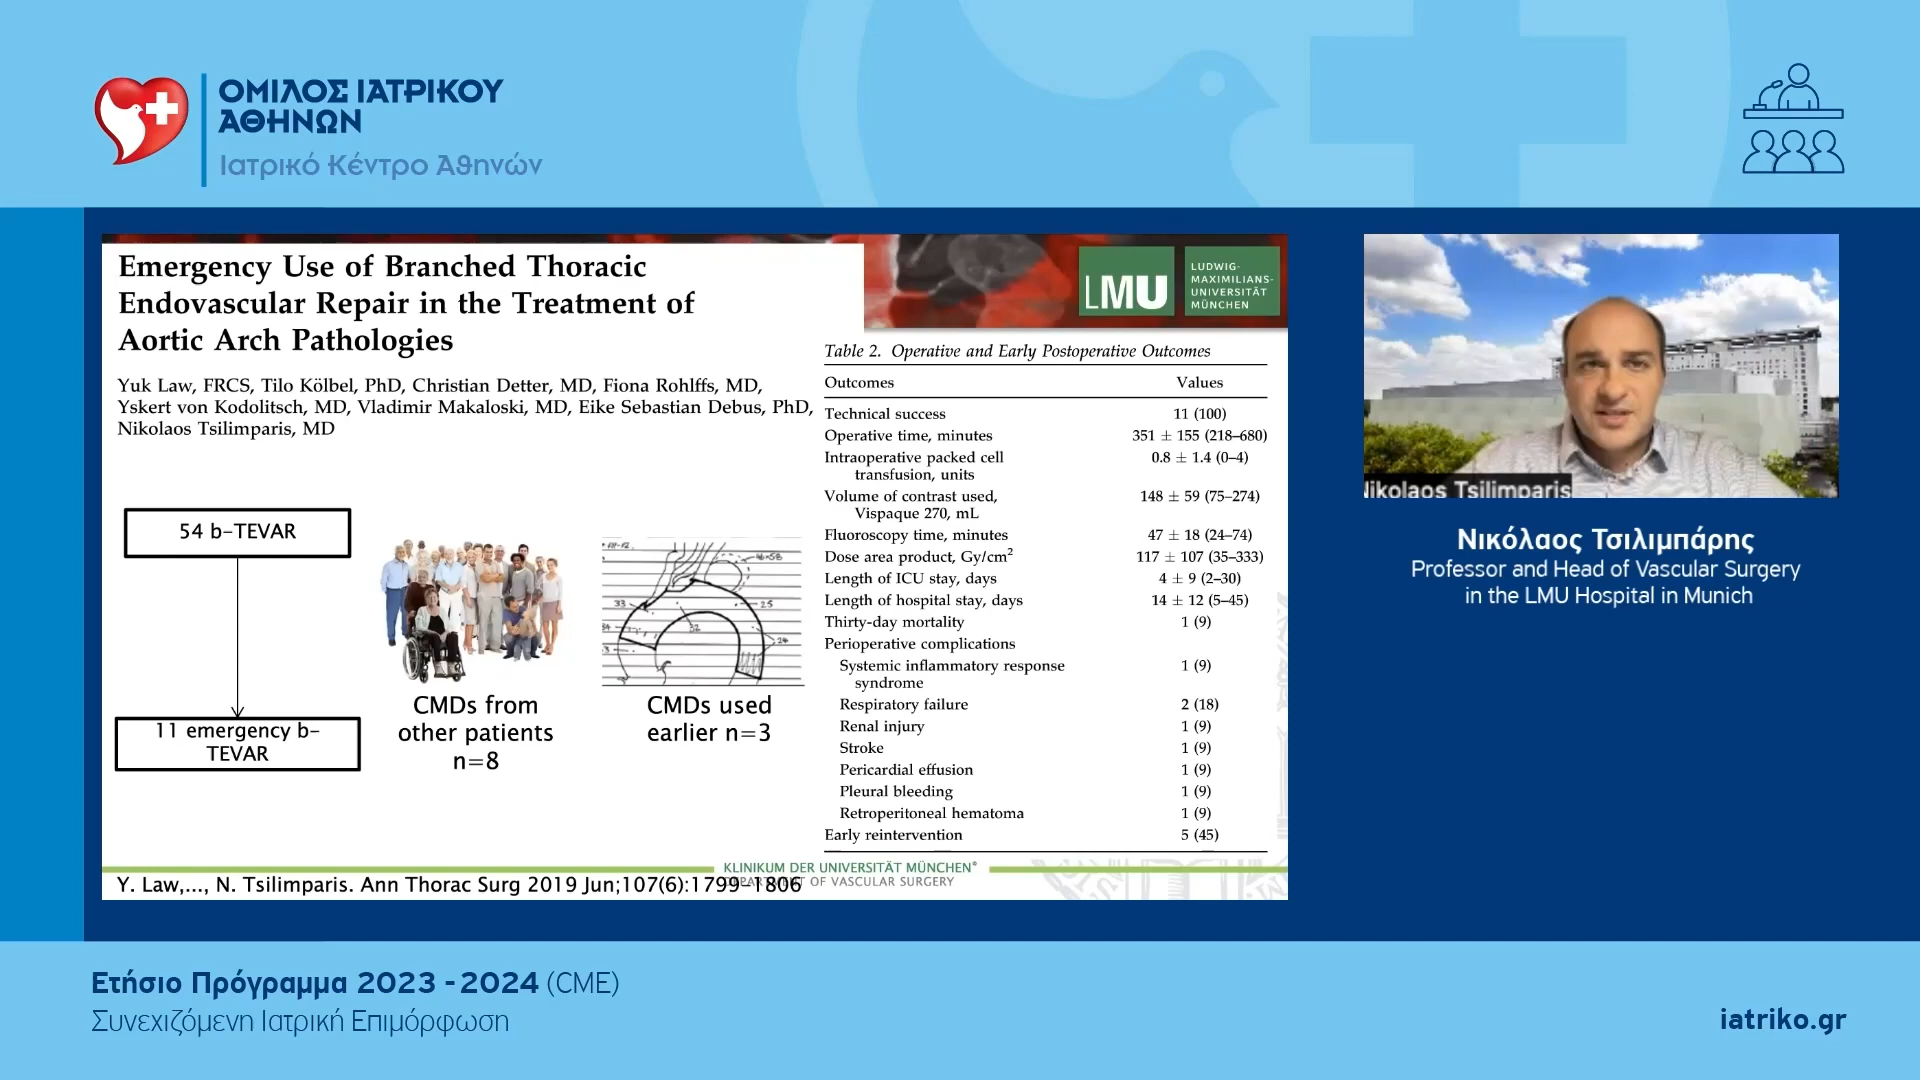 ΟΜΙΛΟΣ ΙΑΤΡΙΚΟΥ
ΑΘΗΝΩΝ
Ιατρικό Κέντρο Αθηνών
Emergency Use of Branched Thoracic
Endovascular Repair in the Treatment of
Aortic Arch Pathologies
Yuk Law, FRCS, Tilo Kölbel, PhD, Christian Detter, MD, Fiona Rohlffs, MD,
Yskert von Kodolitsch, MD, Vladimir Makaloski, MD, Eike Sebastian Debus, PhD,
Nikolaos Tsilimparis, MD
LMU
LUDWIG-
MAXIMILIANS-
UNIVERSITÄT
MÜNCHEN
54 b-TEVAR
11 emergency b-
TEVAR
CMDs from
other patients
n=8
33
32
25
24
CMDs used
earlier n=3
Table 2. Operative and Early Postoperative Outcomes
Outcomes Values
Technical success 11 (100)
Operative time, minutes 351 ± 155 (218–680)
Intraoperative packed cell 0.8 ± 1.4 (0–4)
transfusion, units
Volume of contrast used, 148 ± 59 (75–274)
Vispaque 270, mL
Fluoroscopy time, minutes 47 ± 18 (24–74)
Dose area product, Gy/cm² 117 ± 107 (35–333)
Length of ICU stay, days 4 ± 9 (2–30)
Length of hospital stay, days 14 ± 12 (5–45)
Thirty-day mortality 1 (9)
Perioperative complications
Systemic inflammatory response 1 (9)
syndrome
Respiratory failure 2 (18)
Renal injury 1 (9)
Stroke 1 (9)
Pericardial effusion 1 (9)
Pleural bleeding 1 (9)
Retroperitoneal hematoma 1 (9)
Early reintervention 5 (45)
KLINIKUM DER UNIVERSITÄT MÜNCHEN®
DEPARTMENT OF VASCULAR SURGERY
Y. Law,..., N. Tsilimparis. Ann Thorac Surg 2019 Jun;107(6):1799-1806
Nikolaos Tsilimparis
Νικόλαος Τσιλιμπάρης
Professor and Head of Vascular Surgery
in the LMU Hospital in Munich
Ετήσιο Πρόγραμμα 2023 - 2024 (CME)
Συνεχιζόμενη Ιατρική Επιμόρφωση
iatriko.gr